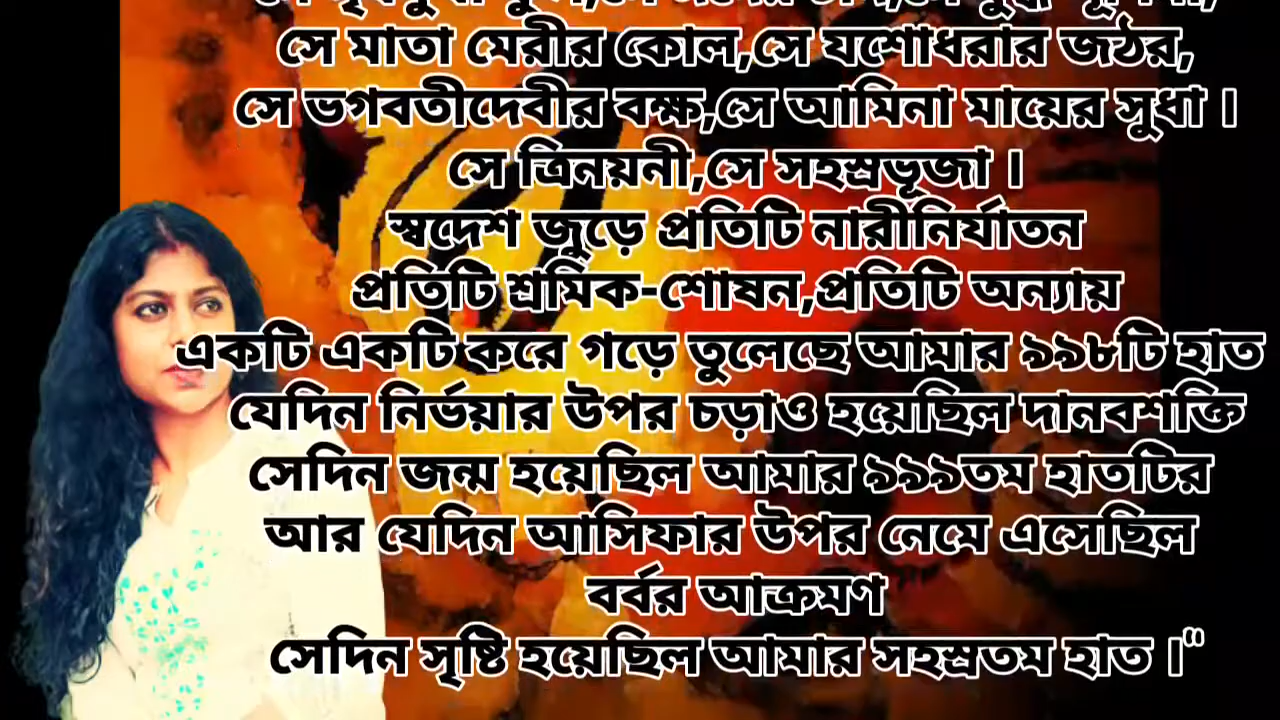 সে মাতা মেরীর কোল,সে যশোধরার জঠর,
সে ভগবতীদেবীর বক্ষ,সে আমিনা মায়ের সুধা ।
সে ত্রিনয়নী,সে সহস্রভূজা ।
স্বদেশ জুড়ে প্রতিটি নারীনির্যাতন
প্রতিটি শ্রমিক-শোষন,প্রতিটি অন্যায়
একটি একটি করে গড়ে তুলেছে আমার ৯৯৮টি হাত
যেদিন নির্ভয়ার উপর চড়াও হয়েছিল দানবশক্তি
সেদিন জন্ম হয়েছিল আমার ৯৯৯তম হাতটির
আর যেদিন আসিফার উপর নেমে এসেছিল
বর্বর আক্রমণ
সেদিন সৃষ্টি হয়েছিল আমার সহস্রতম হাত ।"